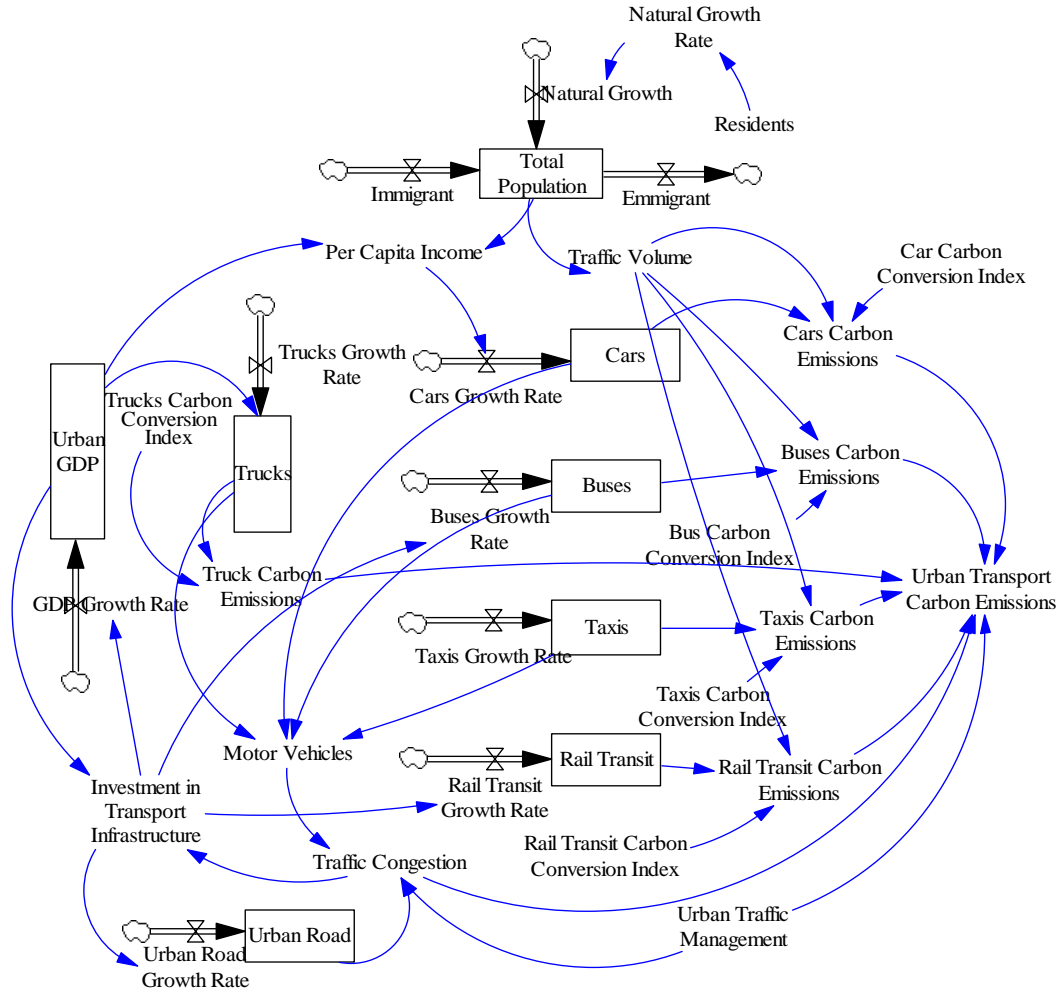 Natural Growth
Rate
Natural Growth
Residents
Total
Population
Immigrant
Emmigrant
Per Capita Income
Traffic Volume
Car Carbon
Conversion Index
Cars Carbon
Emissions
Trucks Growth
Rate
Cars
Cars Growth Rate
Trucks Carbon
Conversion
Index
Urban
GDP
Trucks
Buses Carbon
Emissions
Buses
Buses Growth
Rate
Bus Carbon
Conversion Index
Truck Carbon
Emissions
Urban Transport
Carbon Emissions
GDP Growth Rate
Taxis
Taxis Carbon
Emissions
Taxis Growth Rate
Taxis Carbon
Conversion Index
Motor Vehicles
Rail Transit
Rail Transit Carbon
Emissions
Rail Transit
Growth Rate
Investment in
Transport
Infrastructure
Rail Transit Carbon
Conversion Index
Traffic Congestion
Urban Traffic
Management
Urban Road
Urban Road
Growth Rate